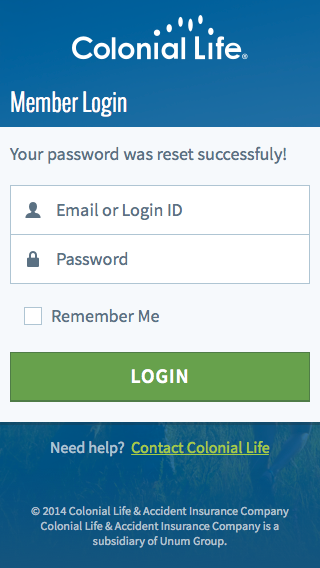 Colonial Life®
Member Login
Your password was reset successfuly!
Email or Login ID
Password
Remember Me
LOGIN
Need help? Contact Colonial Life
© 2014 Colonial Life & Accident Insurance Company
Colonial Life & Accident Insurance Company is a
subsidiary of Unum Group.